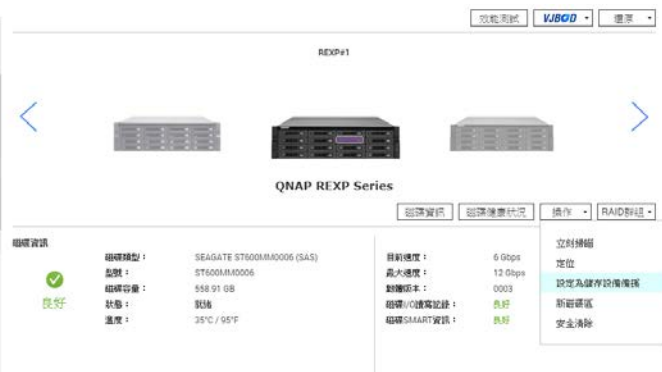 效能測試 VJBOD 還原
REXP#1
QNAP REXP Series
磁碟資訊 磁碟健康狀況 操作 RAID群組
磁碟資訊
良好
磁碟類型： SEAGATE ST600MM0006 (SAS)
型號： ST600MM0006
磁碟容量： 558.91 GB
狀態： 就緒
溫度： 35°C / 95°F
目前速度： 6 Gbps
最大速度： 12 Gbps
韌體版本： 0003
磁碟I/O讀寫記錄： 良好
磁碟SMART資訊： 良好
立刻掃描
定位
設定為儲存設備備援
新磁碟區
安全清除